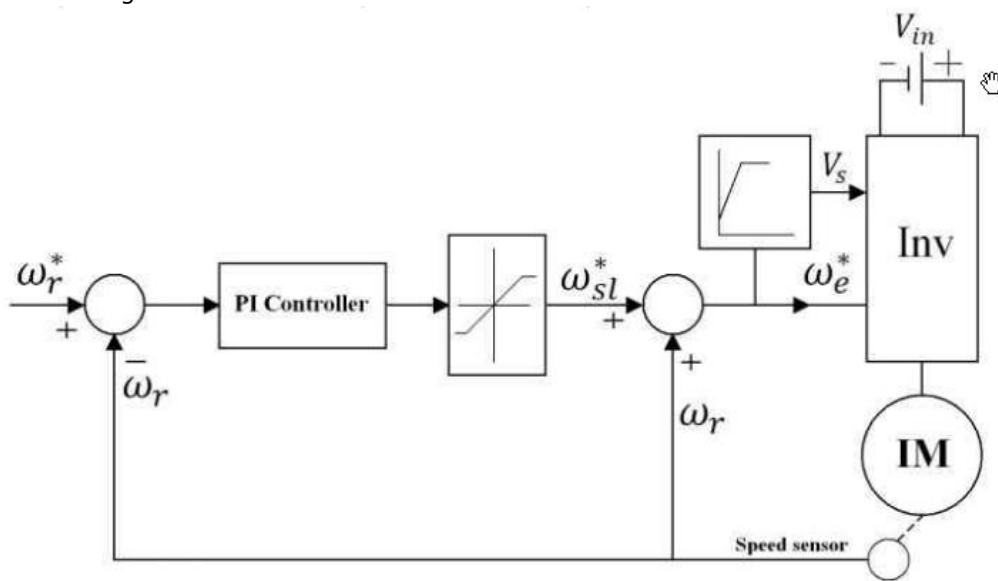 V_in
- +
V_s
Inv
ω_r^*
+
PI Controller
ω_sl^*
+
ω_e^*
-
ω_r
+
ω_r
IM
Speed sensor